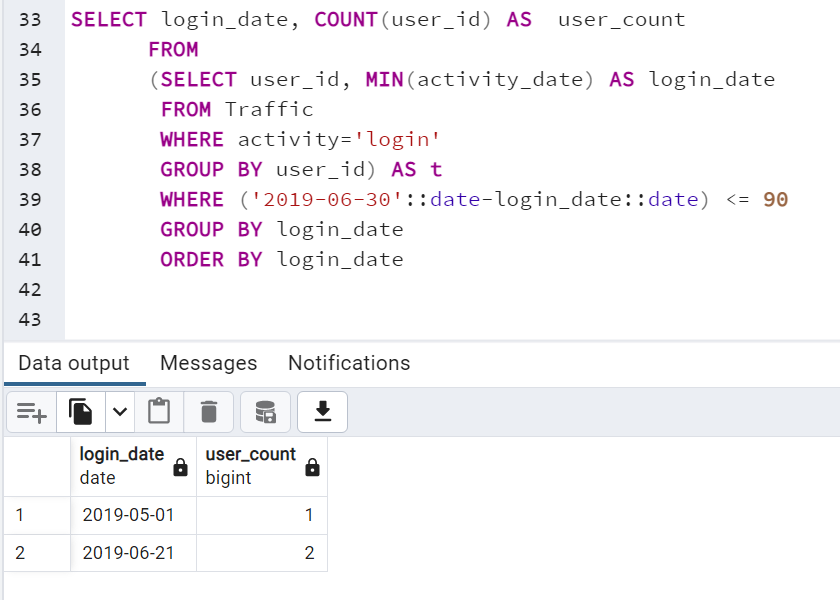 33 SELECT login_date, COUNT(user_id) AS  user_count
34 FROM
35 (SELECT user_id, MIN(activity_date) AS login_date
36 FROM Traffic
37 WHERE activity='login'
38 GROUP BY user_id) AS t
39 WHERE ('2019-06-30'::date-login_date::date) <= 90
40 GROUP BY login_date
41 ORDER BY login_date
42
43
Data output Messages Notifications
login_date user_count
date bigint
1 2019-05-01 1
2 2019-06-21 2